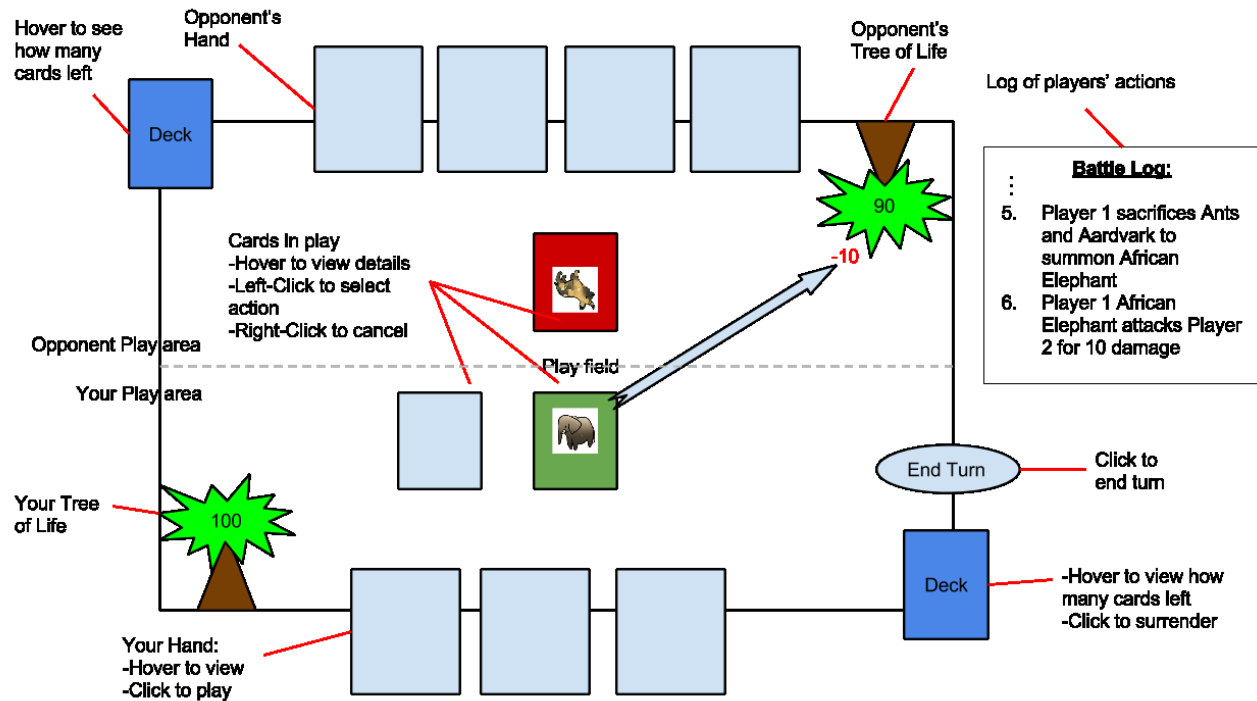 Hover to see
how many
cards left
Opponent's
Hand
Opponent's
Tree of Life
Log of players' actions
Deck
90
-10
Battle Log:
⋮
5. Player 1 sacrifices Ants
and Aardvark to
summon African
Elephant
6. Player 1 African
Elephant attacks Player
2 for 10 damage
Cards in play
-Hover to view details
-Left-Click to select
action
-Right-Click to cancel
Opponent Play area
Play field
Your Play area
End Turn
Click to
end turn
Your Tree
of Life
100
Deck
-Hover to view how
many cards left
-Click to surrender
Your Hand:
-Hover to view
-Click to play